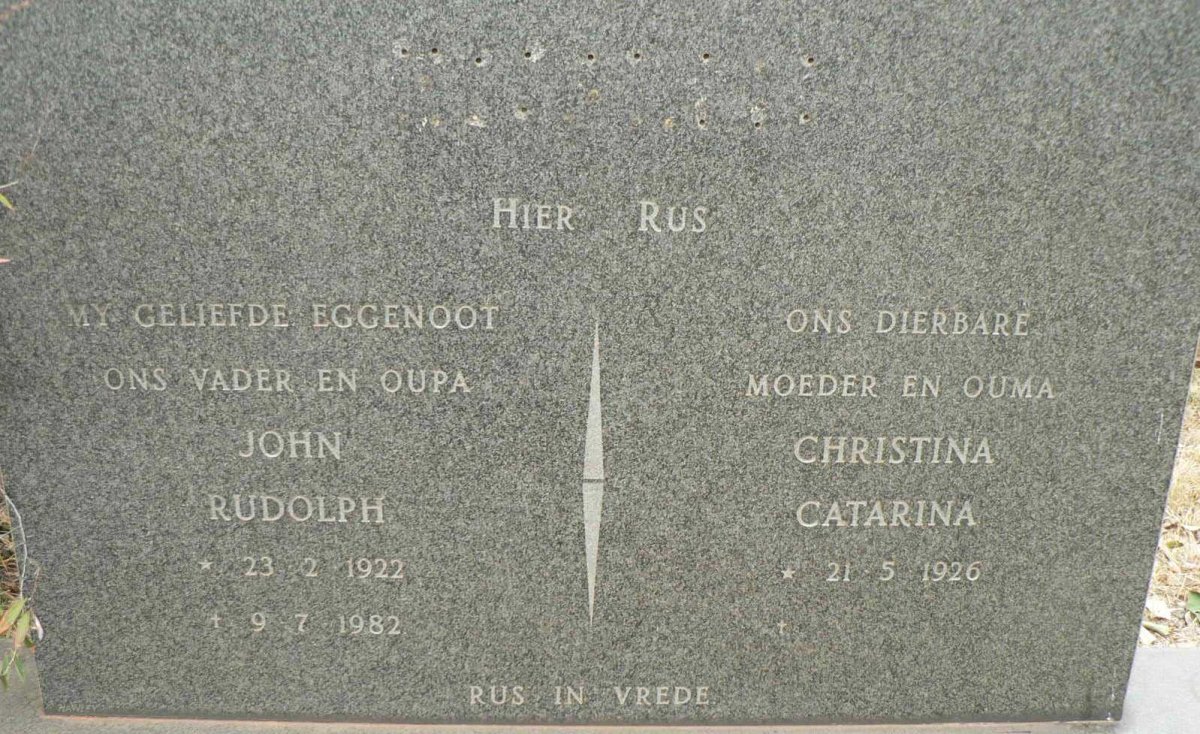 HIER RUS
MY GELIEFDE EGGENOOT
ONS VADER EN OUPA
JOHN
RUDOLPH
* 23 2 1922
† 9 7 1982
ONS DIERBARE
MOEDER EN OUMA
CHRISTINA
CATARINA
* 21 5 1926
†
RUS IN VREDE